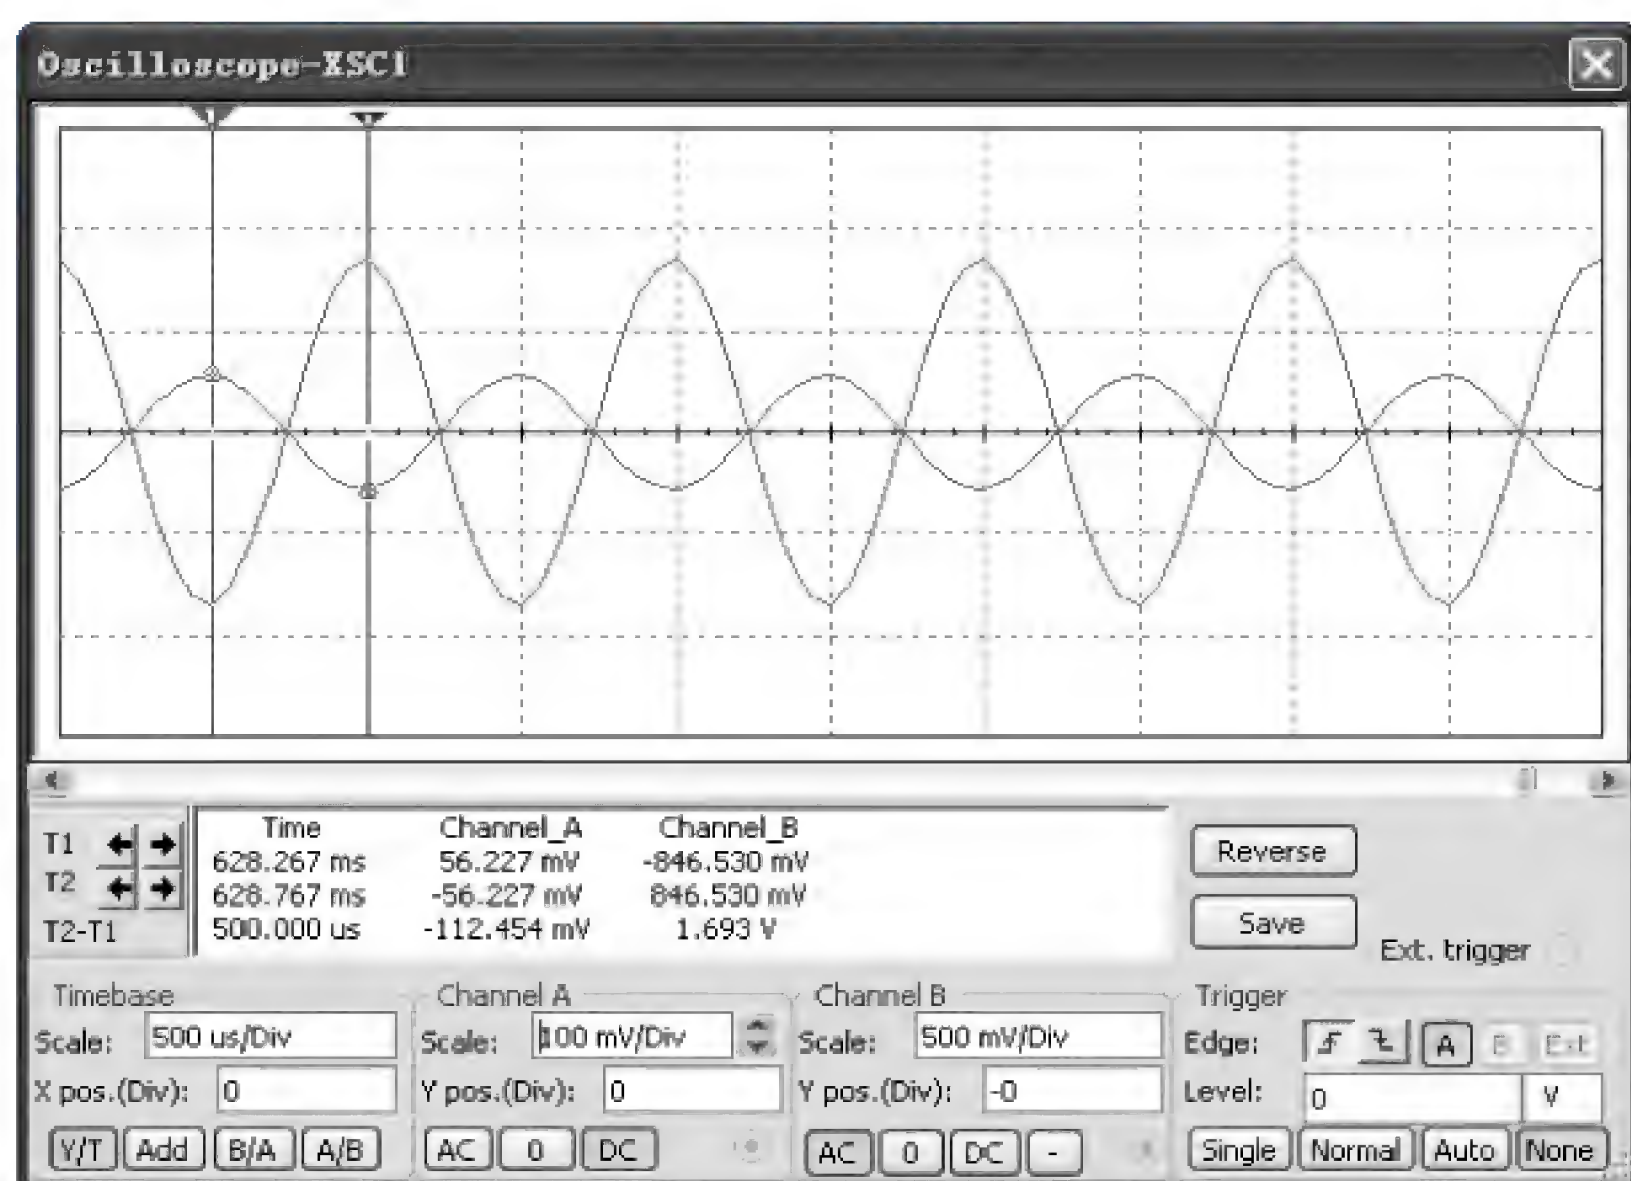 Oscilloscope-XSC1
Time Channel_A Channel_B
T1 628.267 ms 56.227 mV -846.530 mV
T2 628.767 ms -56.227 mV 846.530 mV
T2-T1 500.000 us -112.454 mV 1.693 V
Reverse
Save
Ext. trigger
Timebase
Scale: 500 us/Div
X pos.(Div): 0
Y/T Add B/A A/B
Channel A
Scale: 100 mV/Div
Y pos.(Div): 0
AC 0 DC
Channel B
Scale: 500 mV/Div
Y pos.(Div): -0
AC 0 DC -
Trigger
Edge: A B Ext
Level: 0 V
Single Normal Auto None